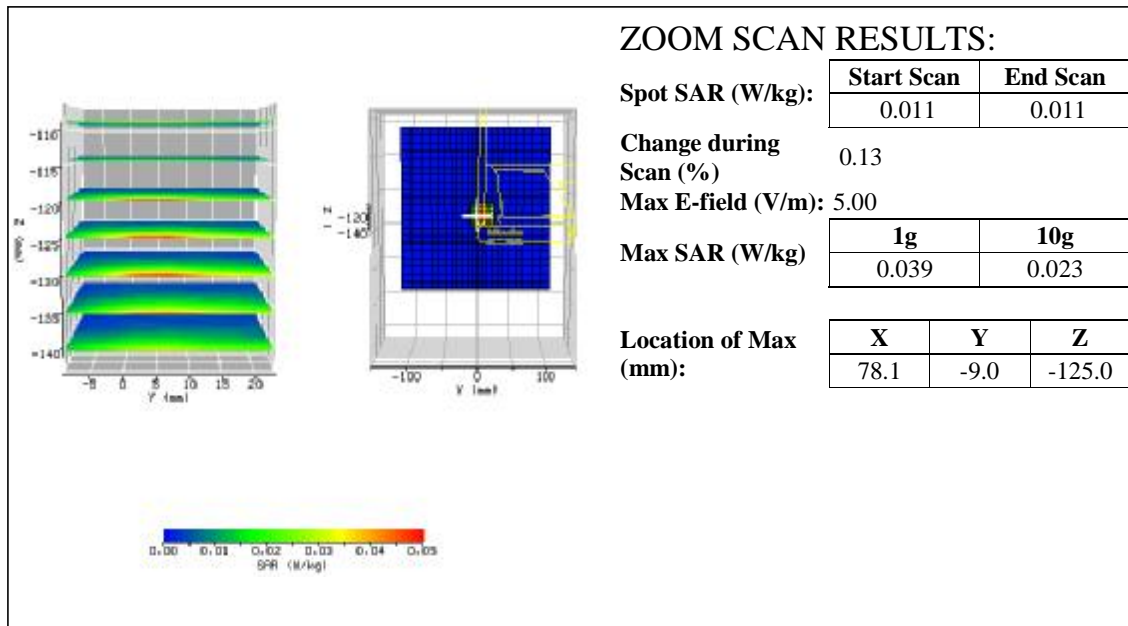 ZOOM SCAN RESULTS:
Spot SAR (W/kg):
Start Scan End Scan
0.011 0.011
Change during
Scan (%)
0.13
Max E-field (V/m): 5.00
Max SAR (W/kg)
1g 10g
0.039 0.023
Location of Max
(mm):
X Y Z
78.1 -9.0 -125.0
-110
-115
-120
-125
-130
-135
-140
Z
(mm)
-5 0 5 10 15 20
Y (mm)
Z
-120
-140
-100 0 100
(mm)
0.00 0.01 0.02 0.03 0.04 0.05
SAR (W/kg)